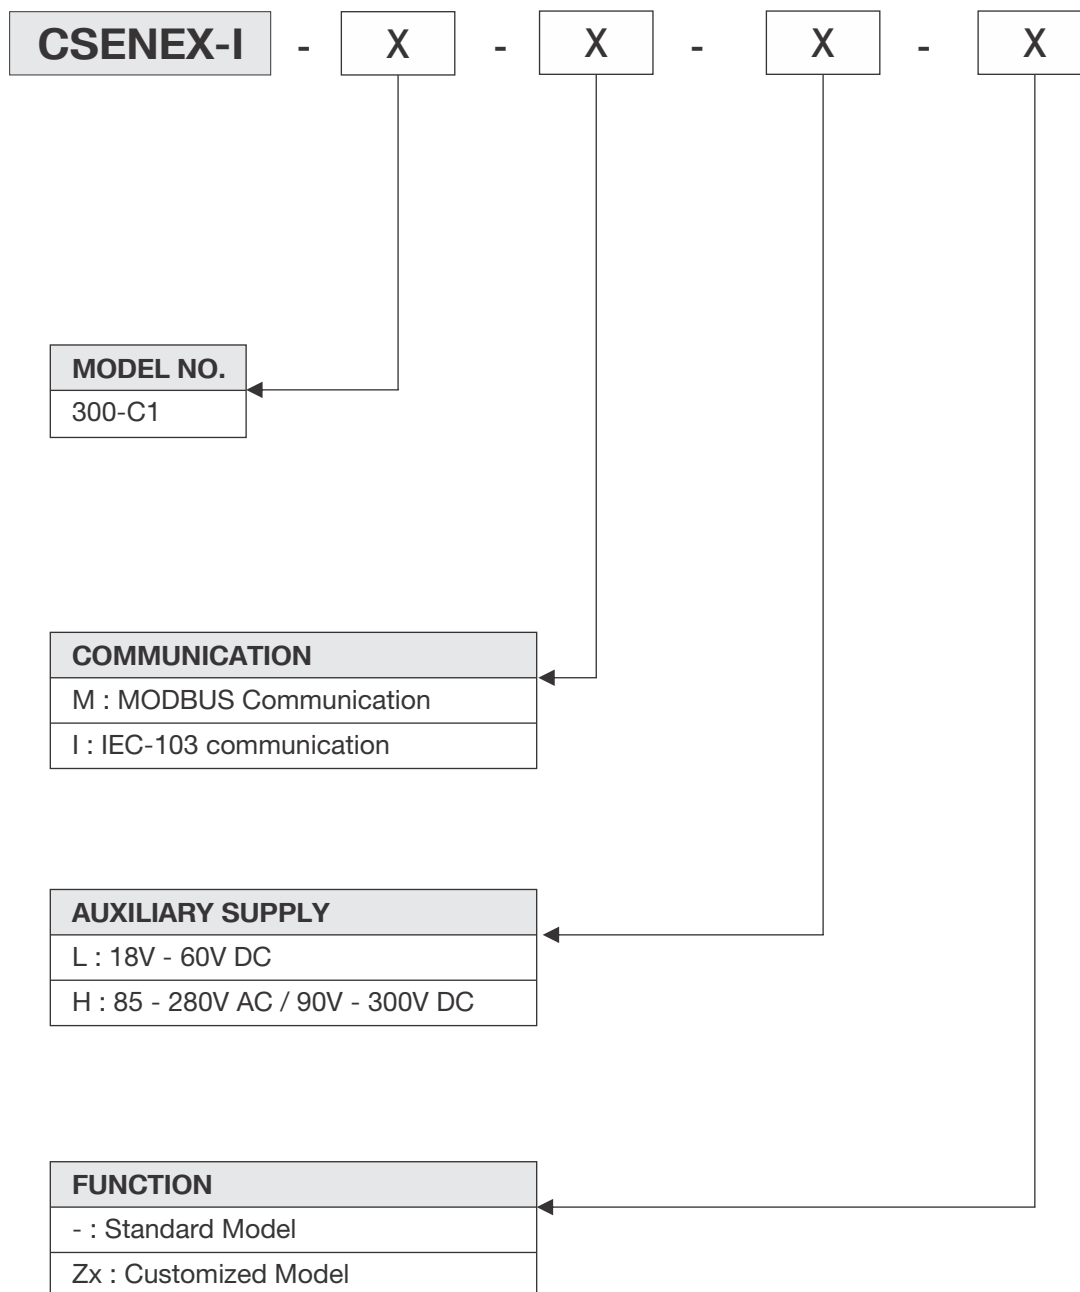 CSENEX-I - X - X - X - X
MODEL NO.
300-C1
COMMUNICATION
M : MODBUS Communication
I : IEC-103 communication
AUXILIARY SUPPLY
L : 18V - 60V DC
H : 85 - 280V AC / 90V - 300V DC
FUNCTION
- : Standard Model
Zx : Customized Model